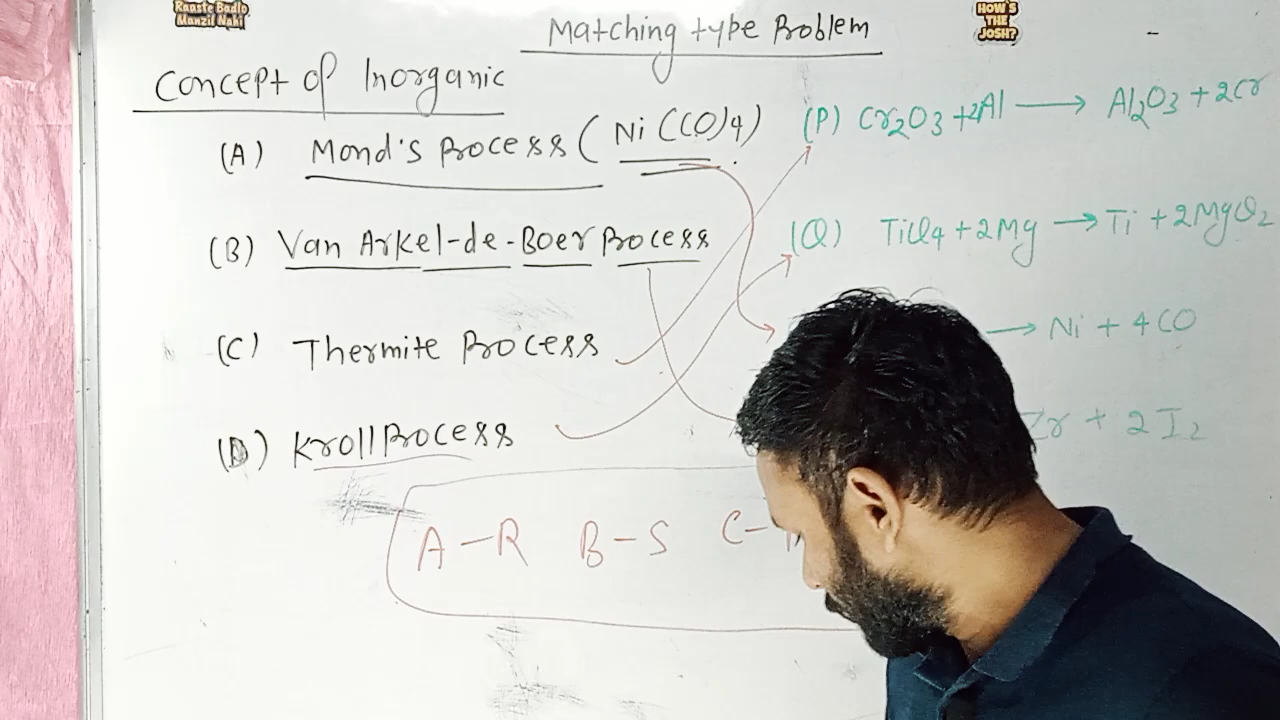 Raaste Badlo
Manzil Nahi
HOW'S
THE
JOSH?
Matching type Problem
Concept of Inorganic
(A) Mond's Process (Ni(CO)4)
(B) Van Arkel-de-Boer Process
(C) Thermite Process
(D) Kroll Process
(P) Cr2O3 + 2Al → Al2O3 + 2Cr
(Q) TiCl4 + 2Mg → Ti + 2MgCl2
→ Ni + 4CO
Zr + 2I2
A-R B-S C-